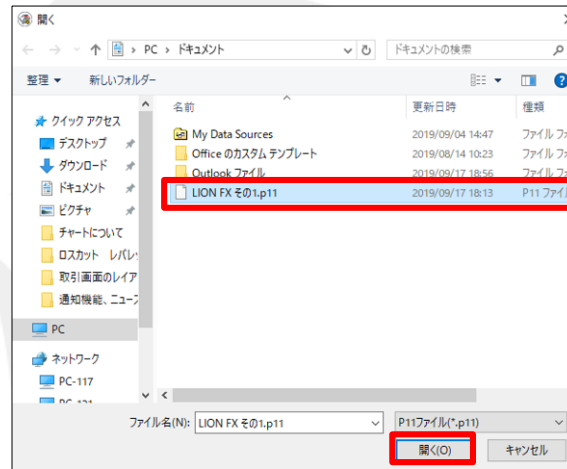 開く
PC › ドキュメント
ドキュメントの検索
整理 新しいフォルダー
名前 更新日時 種類
クイック アクセス
デスクトップ
ダウンロード
ドキュメント
ピクチャ
チャートについて
ロスカット レバレ
取引画面のレイア
通知機能、ニュース
PC
ネットワーク
PC-117
My Data Sources 2019/09/04 14:47 ファイル フォ
Office のカスタム テンプレート 2019/08/14 10:23 ファイル フォ
Outlook ファイル 2019/09/17 18:56 ファイル フォ
LION FX その1.p11 2019/09/17 18:13 P11 ファイル
ファイル名(N): LION FX その1.p11 P11ファイル(*.p11)
開く(O) キャンセル